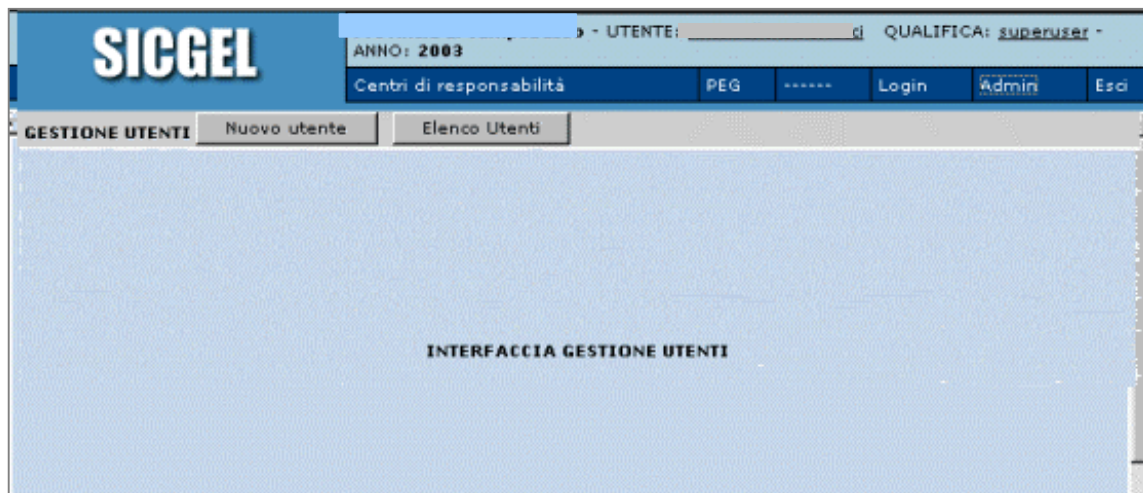 SICGEL
- UTENTE: QUALIFICA: superuser -
ANNO: 2003
Centri di responsabilità PEG ------ Login Admin Esci
GESTIONE UTENTI Nuovo utente Elenco Utenti
INTERFACCIA GESTIONE UTENTI